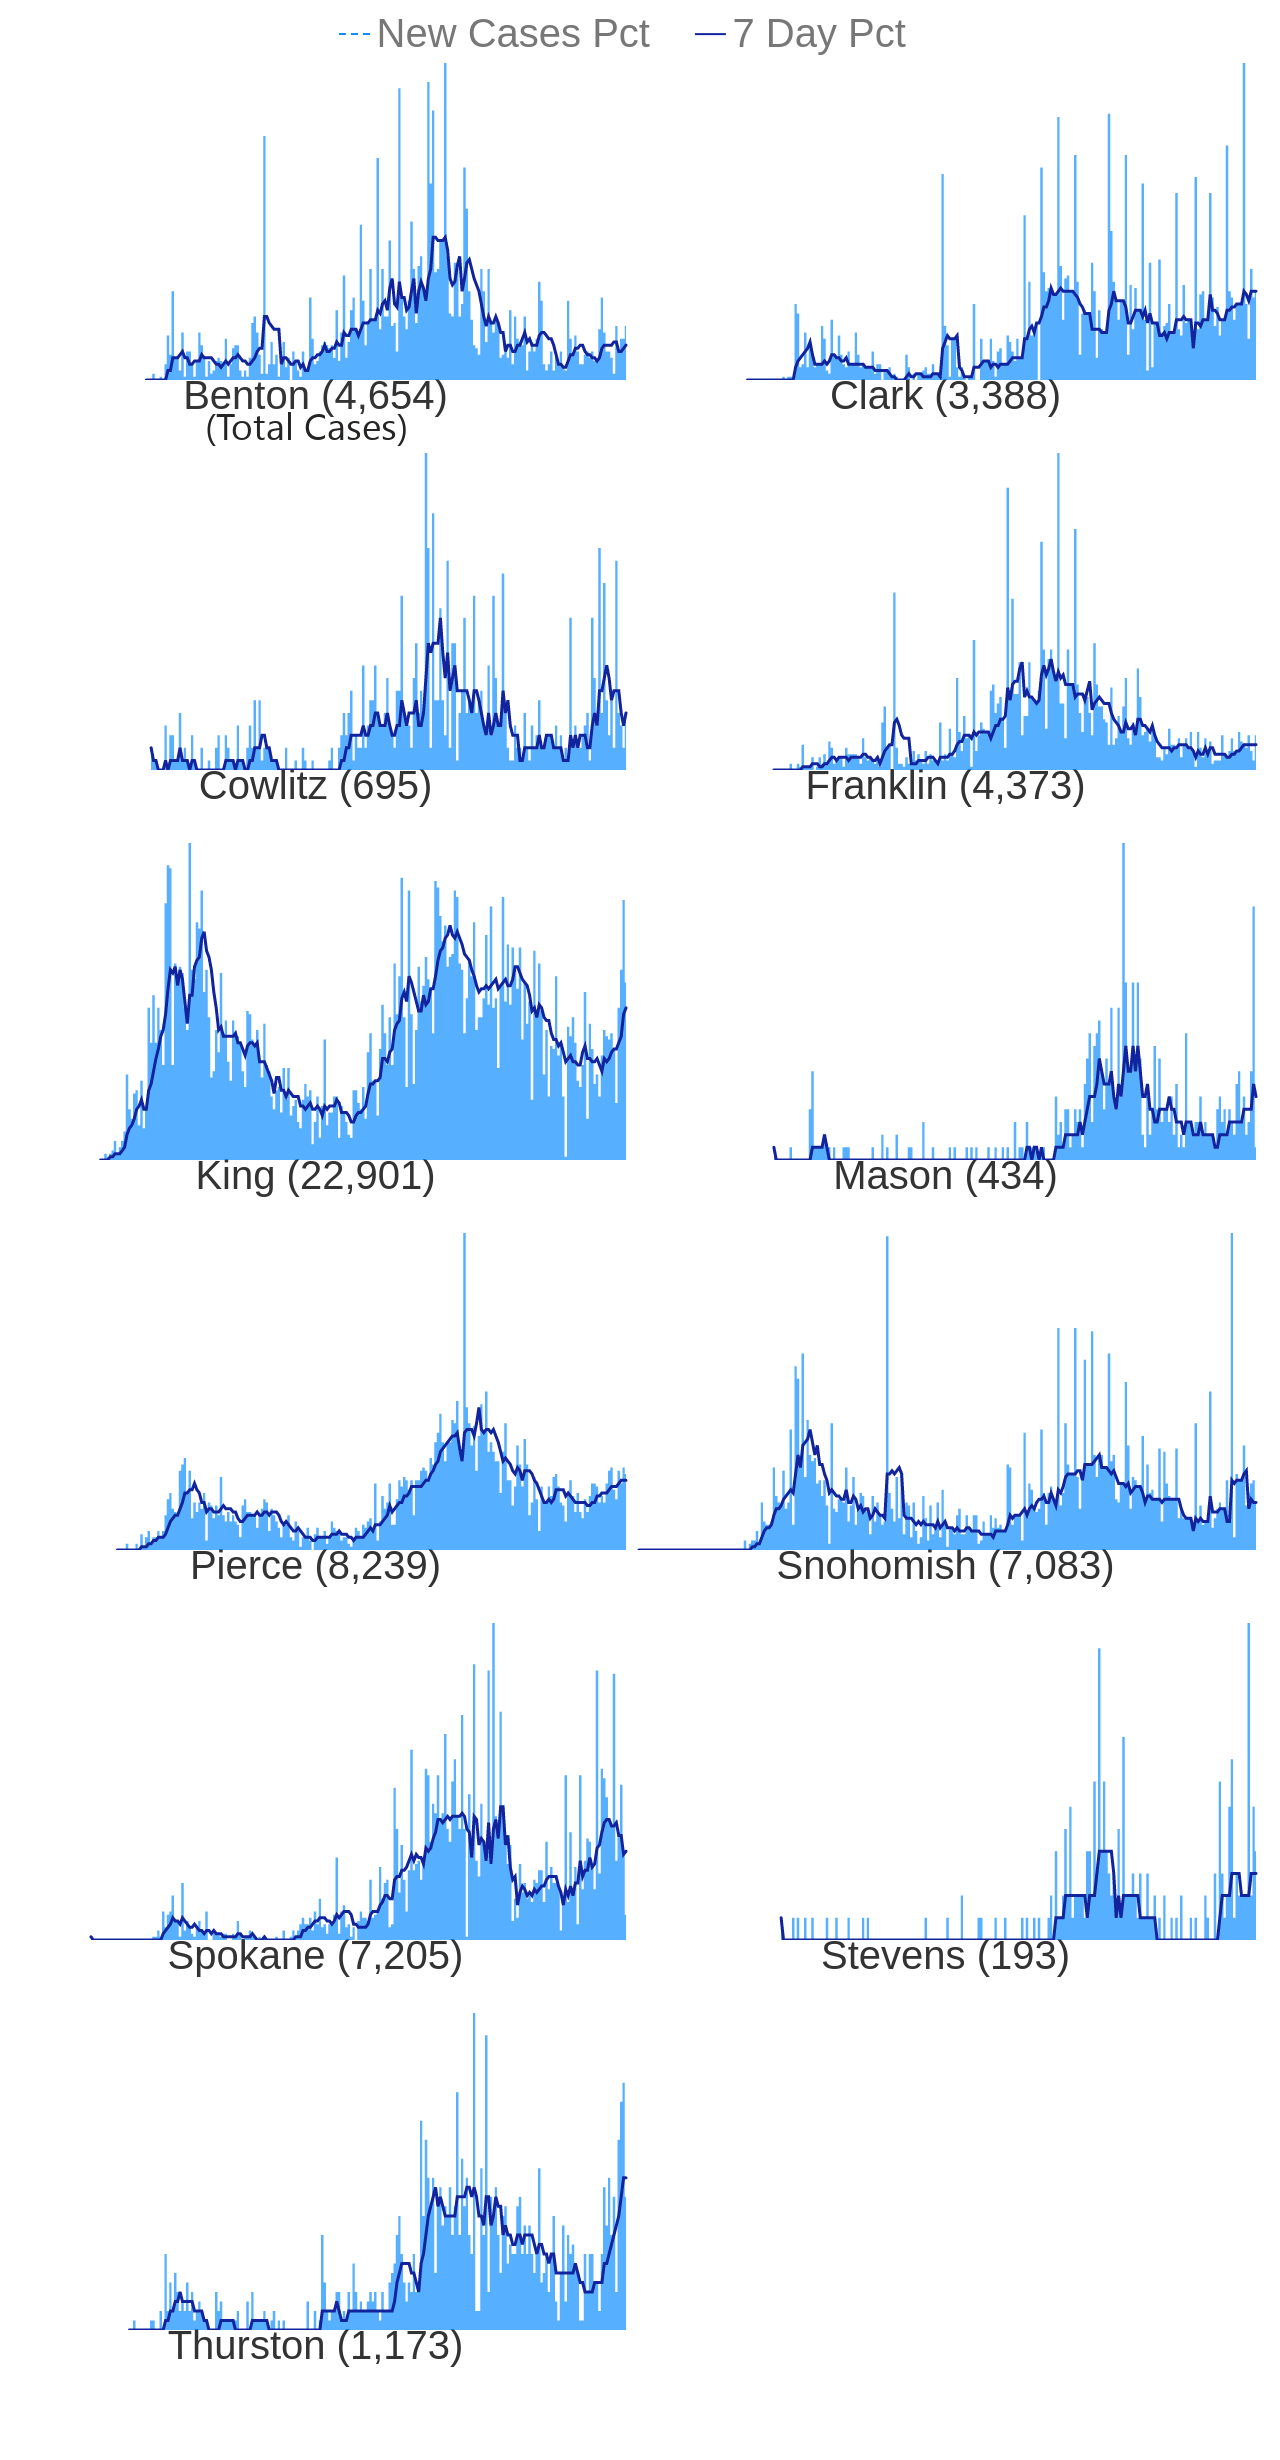 New Cases Pct 7 Day Pct
Benton (4,654) Clark (3,388)
(Total Cases)
Cowlitz (695) Franklin (4,373)
King (22,901) Mason (434)
Pierce (8,239) Snohomish (7,083)
Spokane (7,205) Stevens (193)
Thurston (1,173)